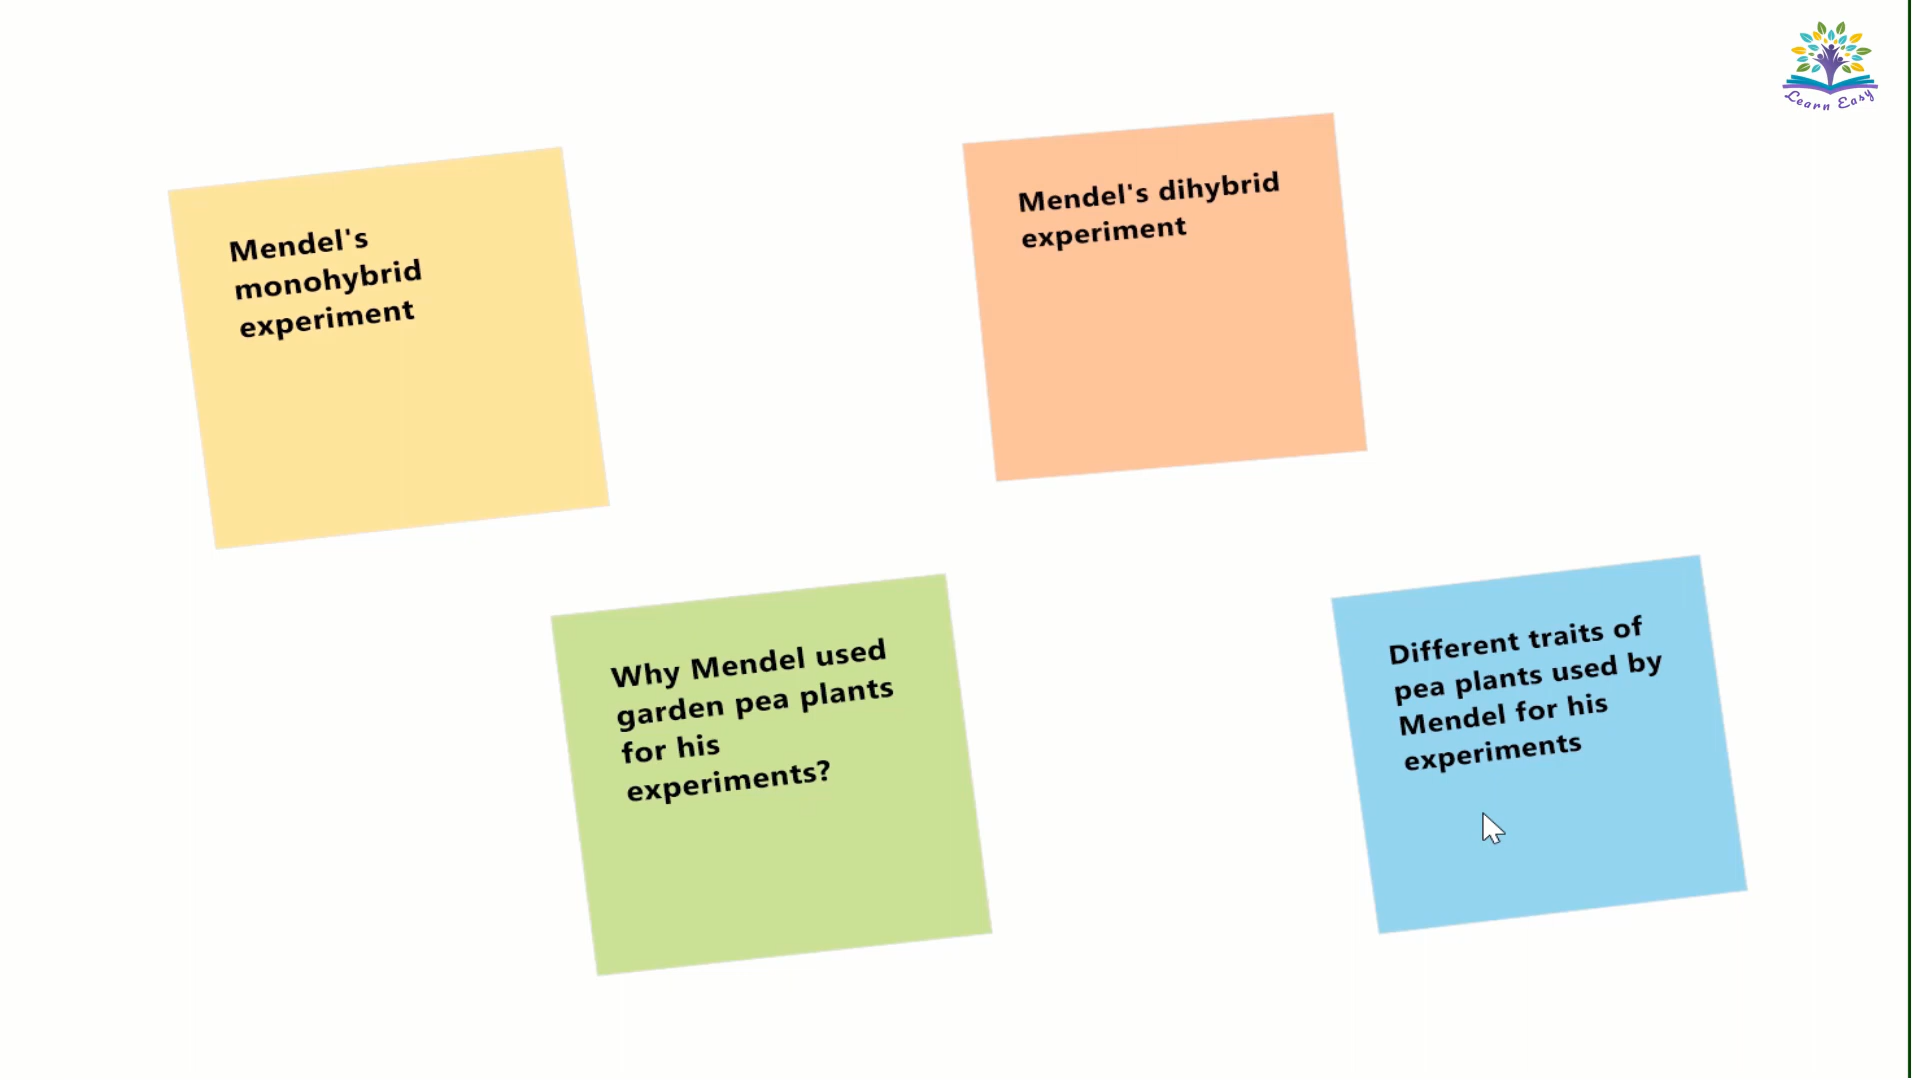 Learn Easy
Mendel's
monohybrid
experiment
Mendel's dihybrid
experiment
Why Mendel used
garden pea plants
for his
experiments?
Different traits of
pea plants used by
Mendel for his
experiments